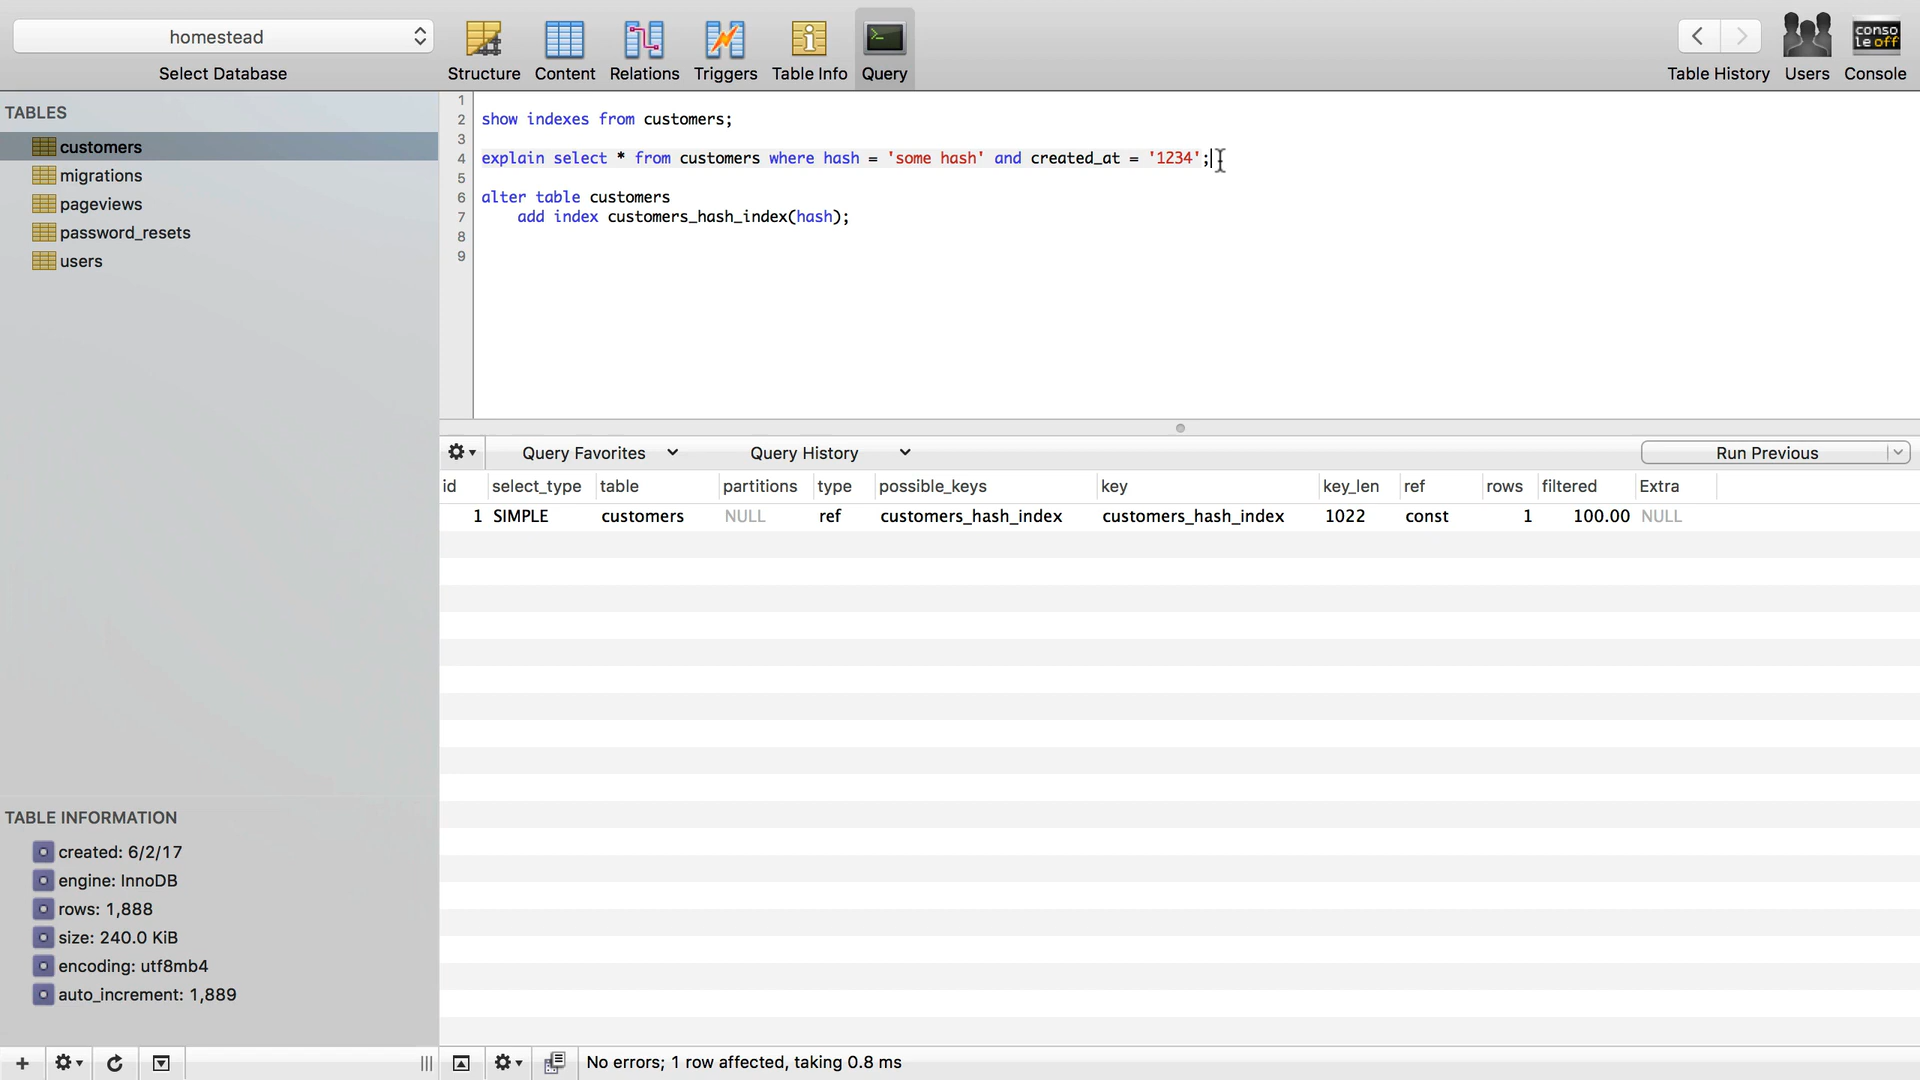 homestead
Select Database
Structure
Content
Relations
Triggers
Table Info
Query
Table History
Users
conso
le off
Console
TABLES
customers
migrations
pageviews
password_resets
users
1
2 show indexes from customers;
3
4 explain select * from customers where hash = 'some hash' and created_at = '1234';
5
6 alter table customers
7 add index customers_hash_index(hash);
8
9
Query Favorites
Query History
Run Previous
id select_type table partitions type possible_keys key key_len ref rows filtered Extra
1 SIMPLE customers NULL ref customers_hash_index customers_hash_index 1022 const 1 100.00 NULL
TABLE INFORMATION
created: 6/2/17
engine: InnoDB
rows: 1,888
size: 240.0 KiB
encoding: utf8mb4
auto_increment: 1,889
No errors; 1 row affected, taking 0.8 ms